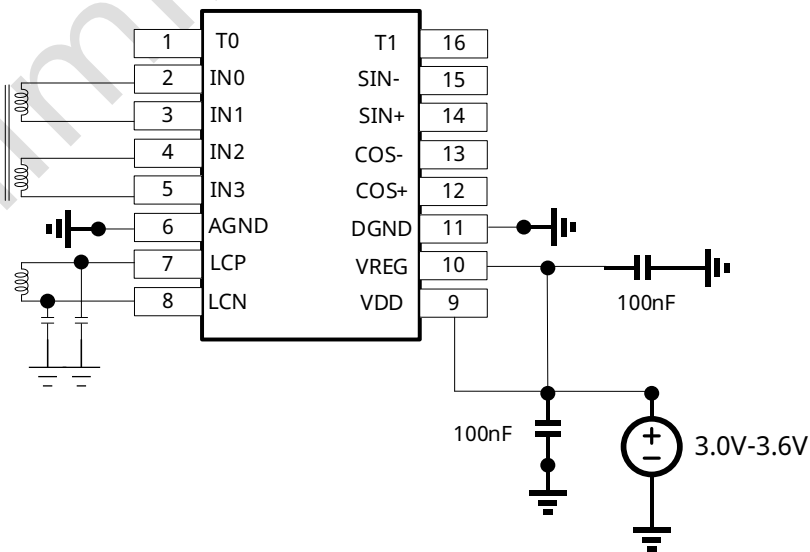 1 T0 T1 16
2 IN0 SIN- 15
3 IN1 SIN+ 14
4 IN2 COS- 13
5 IN3 COS+ 12
6 AGND DGND 11
7 LCP VREG 10
8 LCN VDD 9
100nF
100nF
+
−
3.0V-3.6V